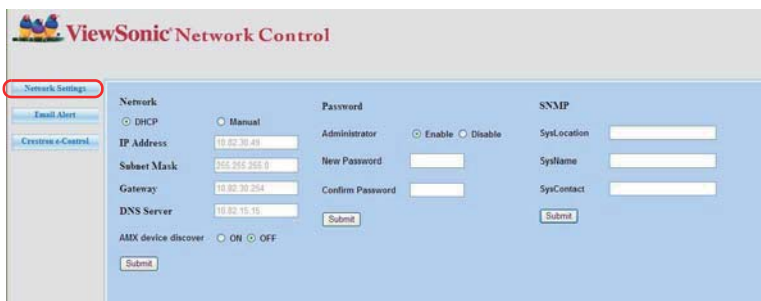 ViewSonic® Network Control
Network Settings
Email Alert
Crestron e-Control
Network
DHCP Manual
IP Address 10.82.30.49
Subnet Mask 255.255.255.0
Gateway 10.82.30.254
DNS Server 10.82.15.15
AMX device discover ON OFF
Submit
Password
Administrator Enable Disable
New Password
Confirm Password
Submit
SNMP
SysLocation
SysName
SysContact
Submit